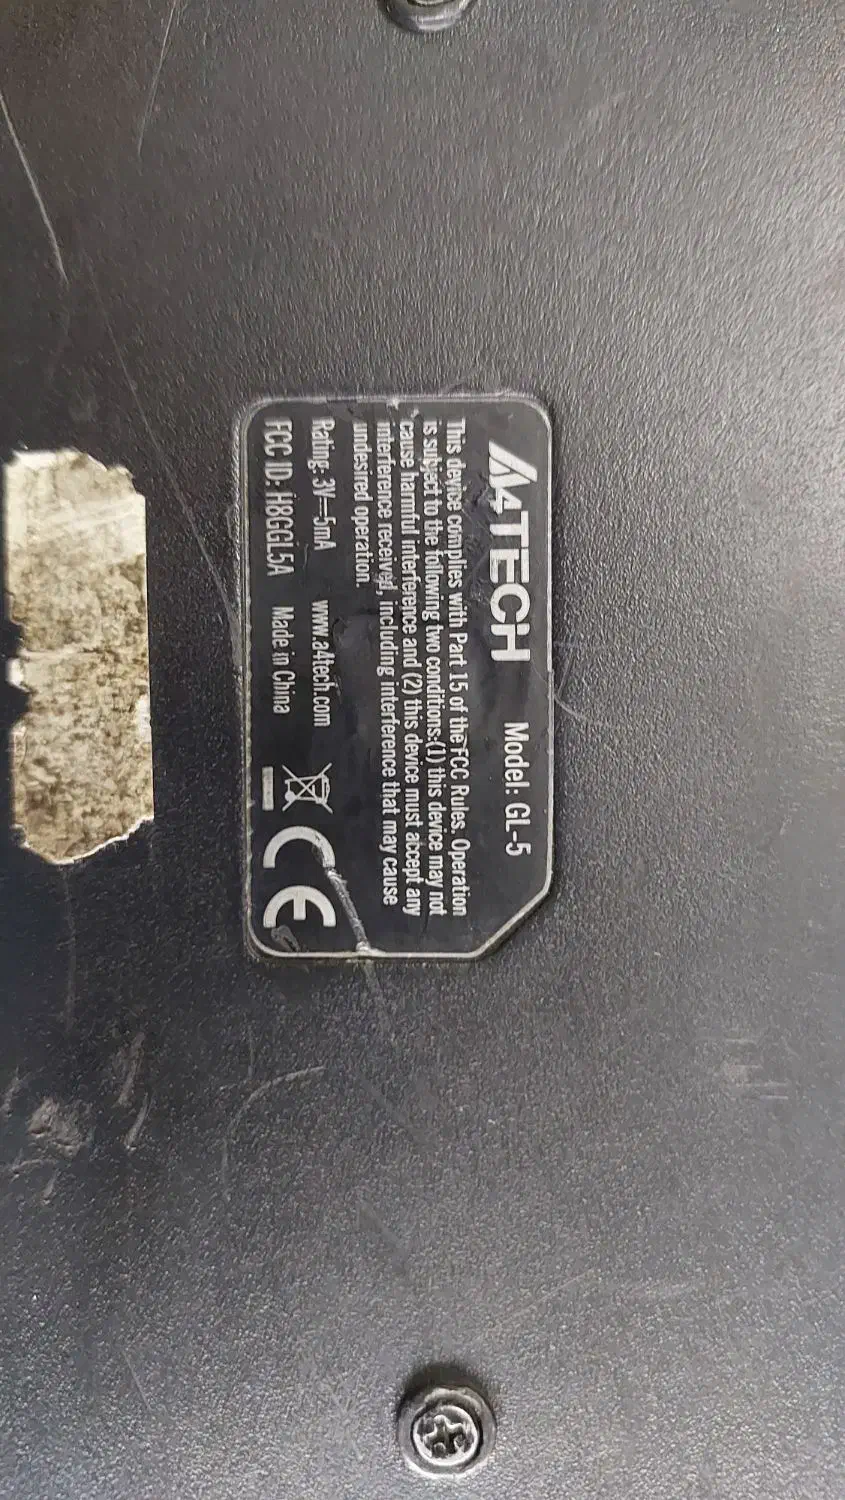 A4TECH Model: GL-5
This device complies with Part 15 of the FCC Rules. Operation
is subject to the following two conditions:(1) this device may not
cause harmful interference and (2) this device must accept any
interference received, including interference that may cause
undesired operation.
Rating: 3V⎓5mA www.a4tech.com
FCC ID: H8GGL5A Made in China
CE